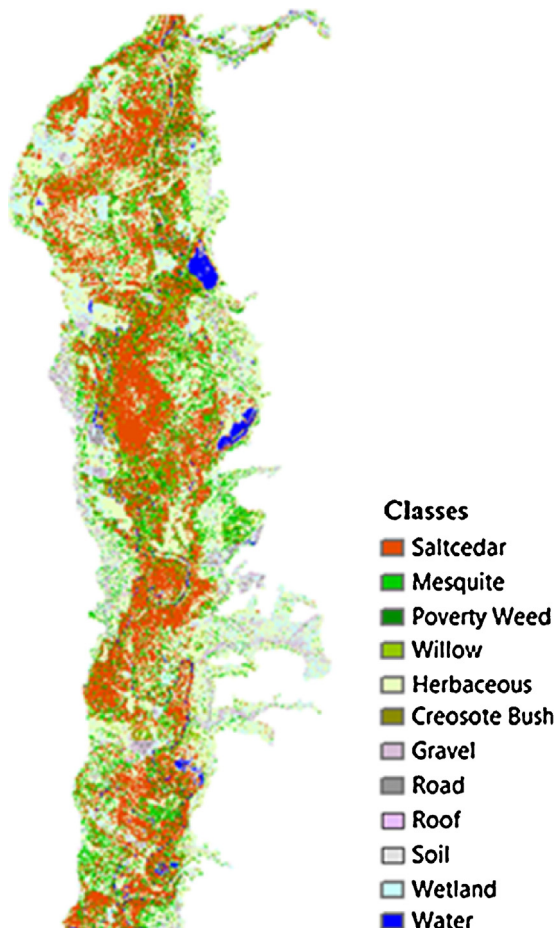 Classes
Saltcedar
Mesquite
Poverty Weed
Willow
Herbaceous
Creosote Bush
Gravel
Road
Roof
Soil
Wetland
Water